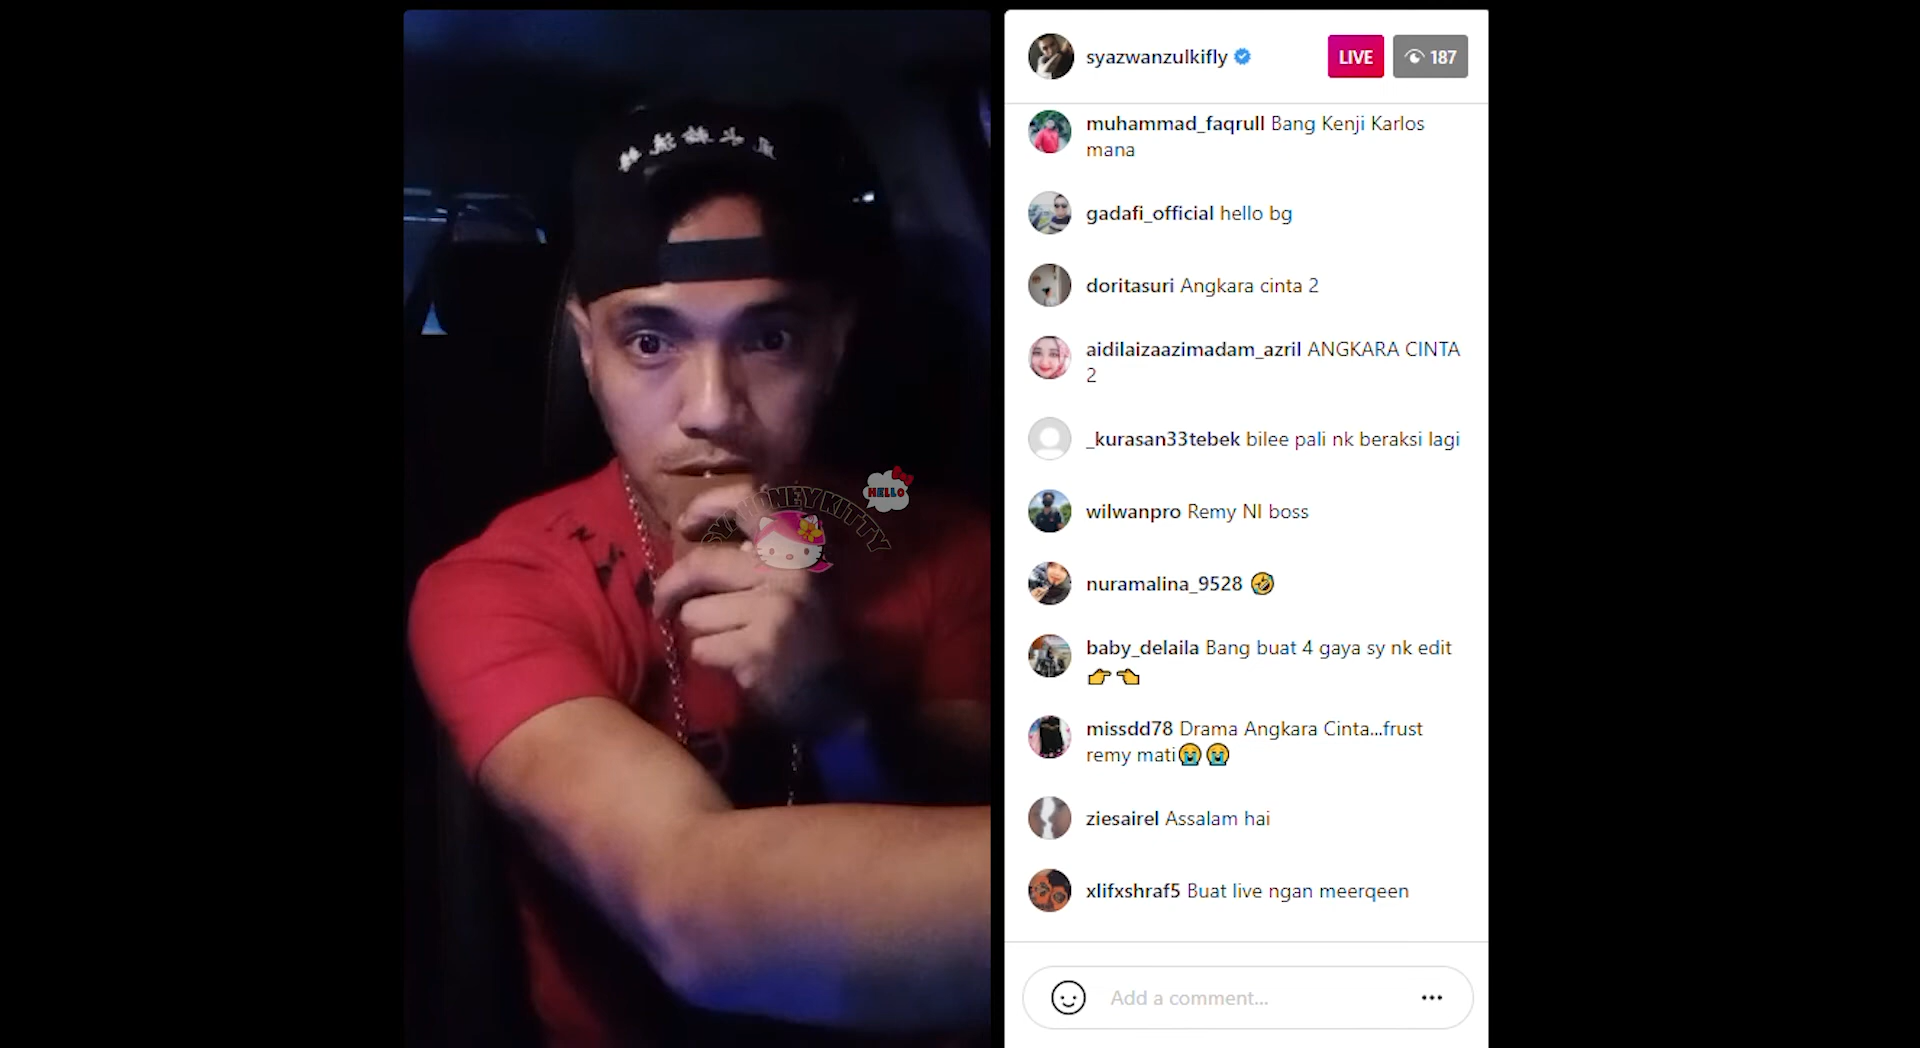 syazwanzulkifly
LIVE
187
muhammad_faqrull Bang Kenji Karlos
mana
gadafi_official hello bg
doritasuri Angkara cinta 2
aidilaizaazimadam_azril ANGKARA CINTA
2
_kurasan33tebek bilee pali nk beraksi lagi
wilwanpro Remy NI boss
nuramalina_9528 🤣
baby_delaila Bang buat 4 gaya sy nk edit
👉👈
missdd78 Drama Angkara Cinta...frust
remy mati😭😭
ziesairel Assalam hai
xlifxshraf5 Buat live ngan meerqeen
Add a comment...
HELLO